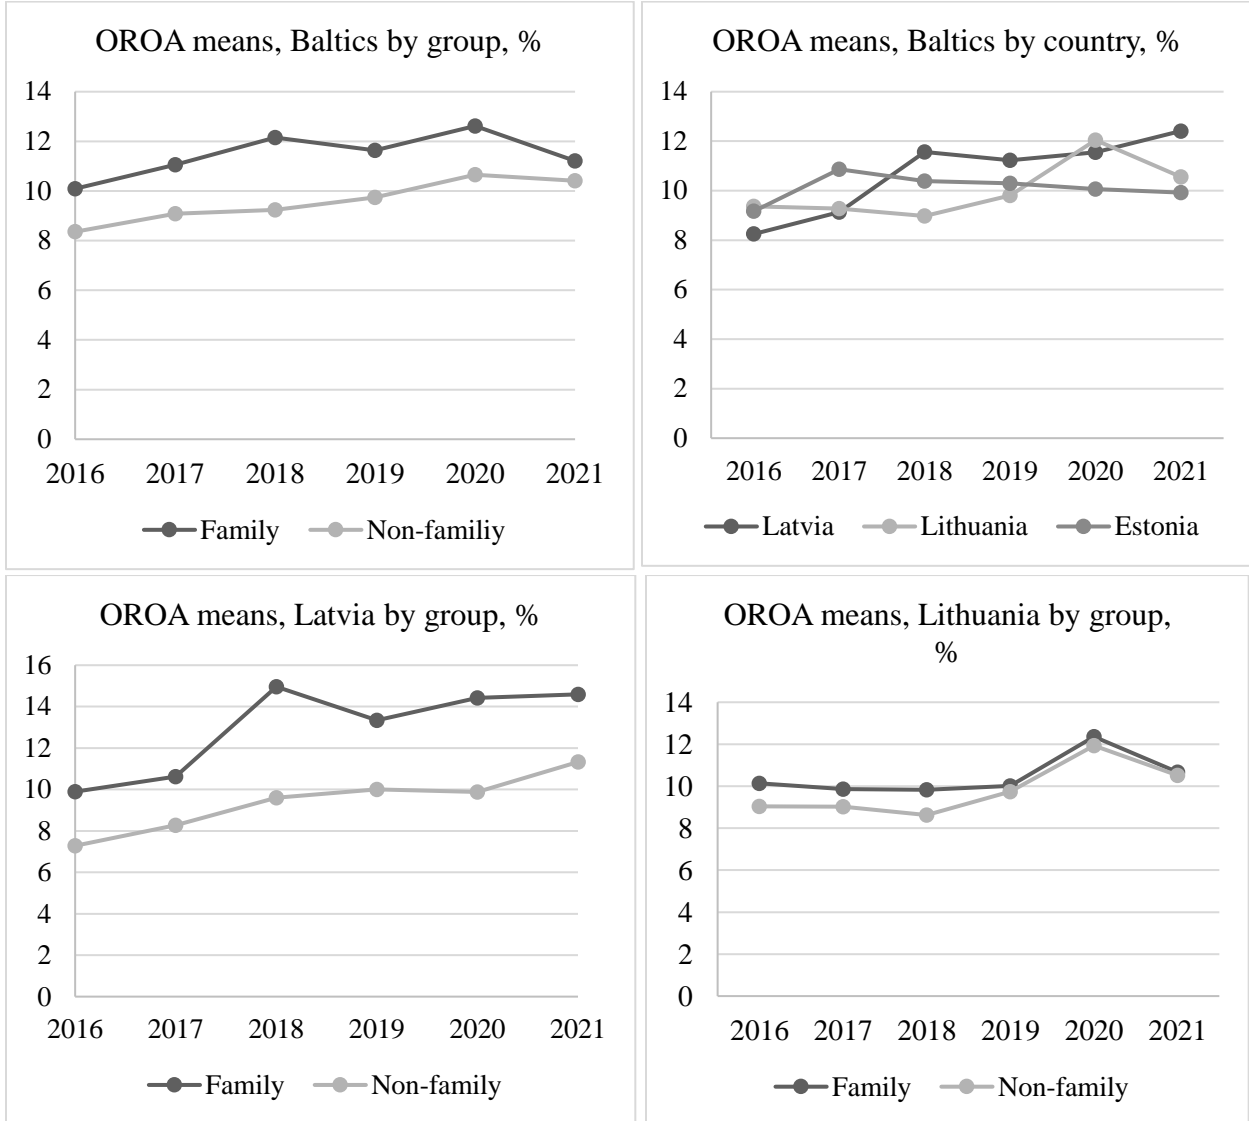 OROA means, Baltics by group, %
14
12
10
8
6
4
2
0
2016 2017 2018 2019 2020 2021
Family Non-familiy
OROA means, Baltics by country, %
14
12
10
8
6
4
2
0
2016 2017 2018 2019 2020 2021
Latvia Lithuania Estonia
OROA means, Latvia by group, %
16
14
12
10
8
6
4
2
0
2016 2017 2018 2019 2020 2021
Family Non-family
OROA means, Lithuania by group,
%
14
12
10
8
6
4
2
0
2016 2017 2018 2019 2020 2021
Family Non-family